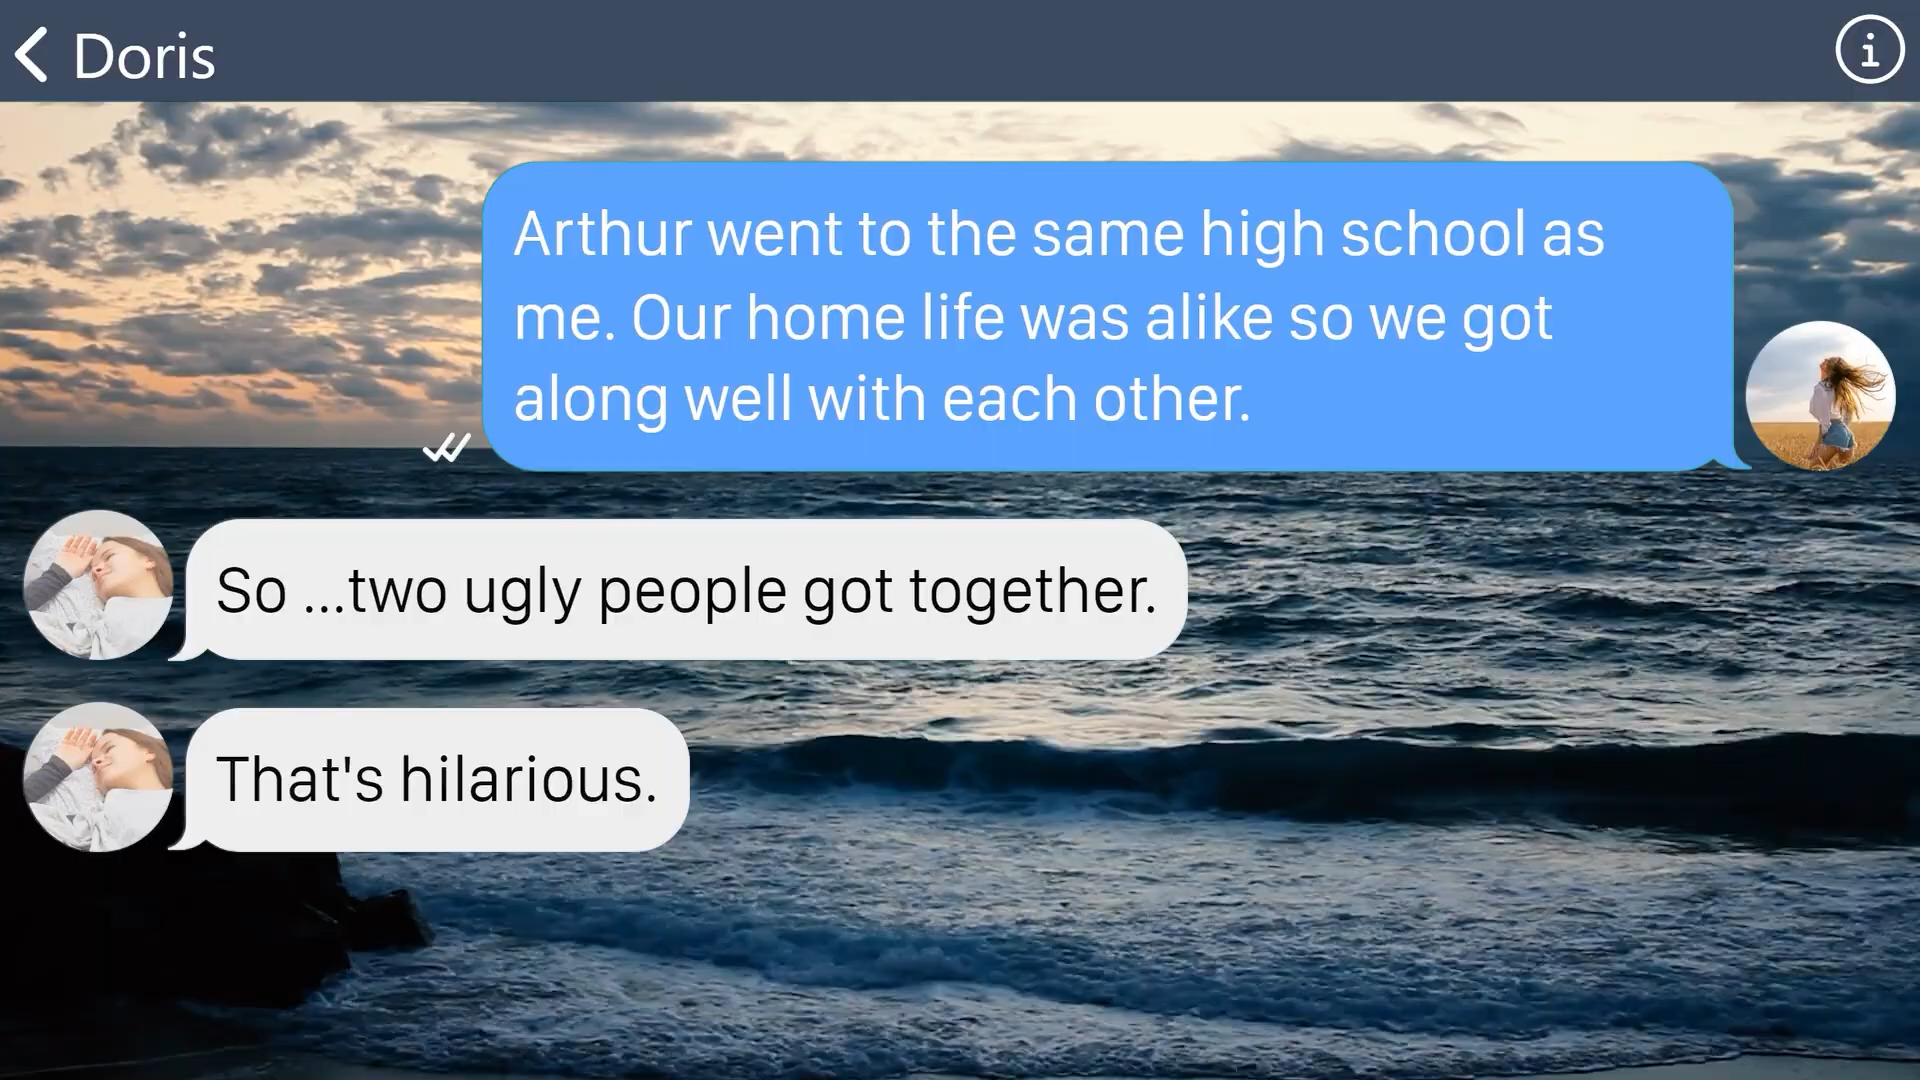 Doris
Arthur went to the same high school as
me. Our home life was alike so we got
along well with each other.
So ...two ugly people got together.
That's hilarious.